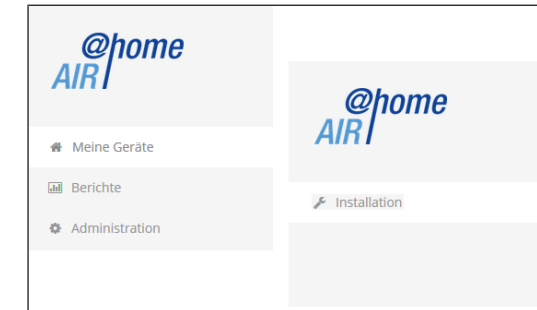 @home
AIR
Meine Geräte
Berichte
Administration
@home
AIR
Installation